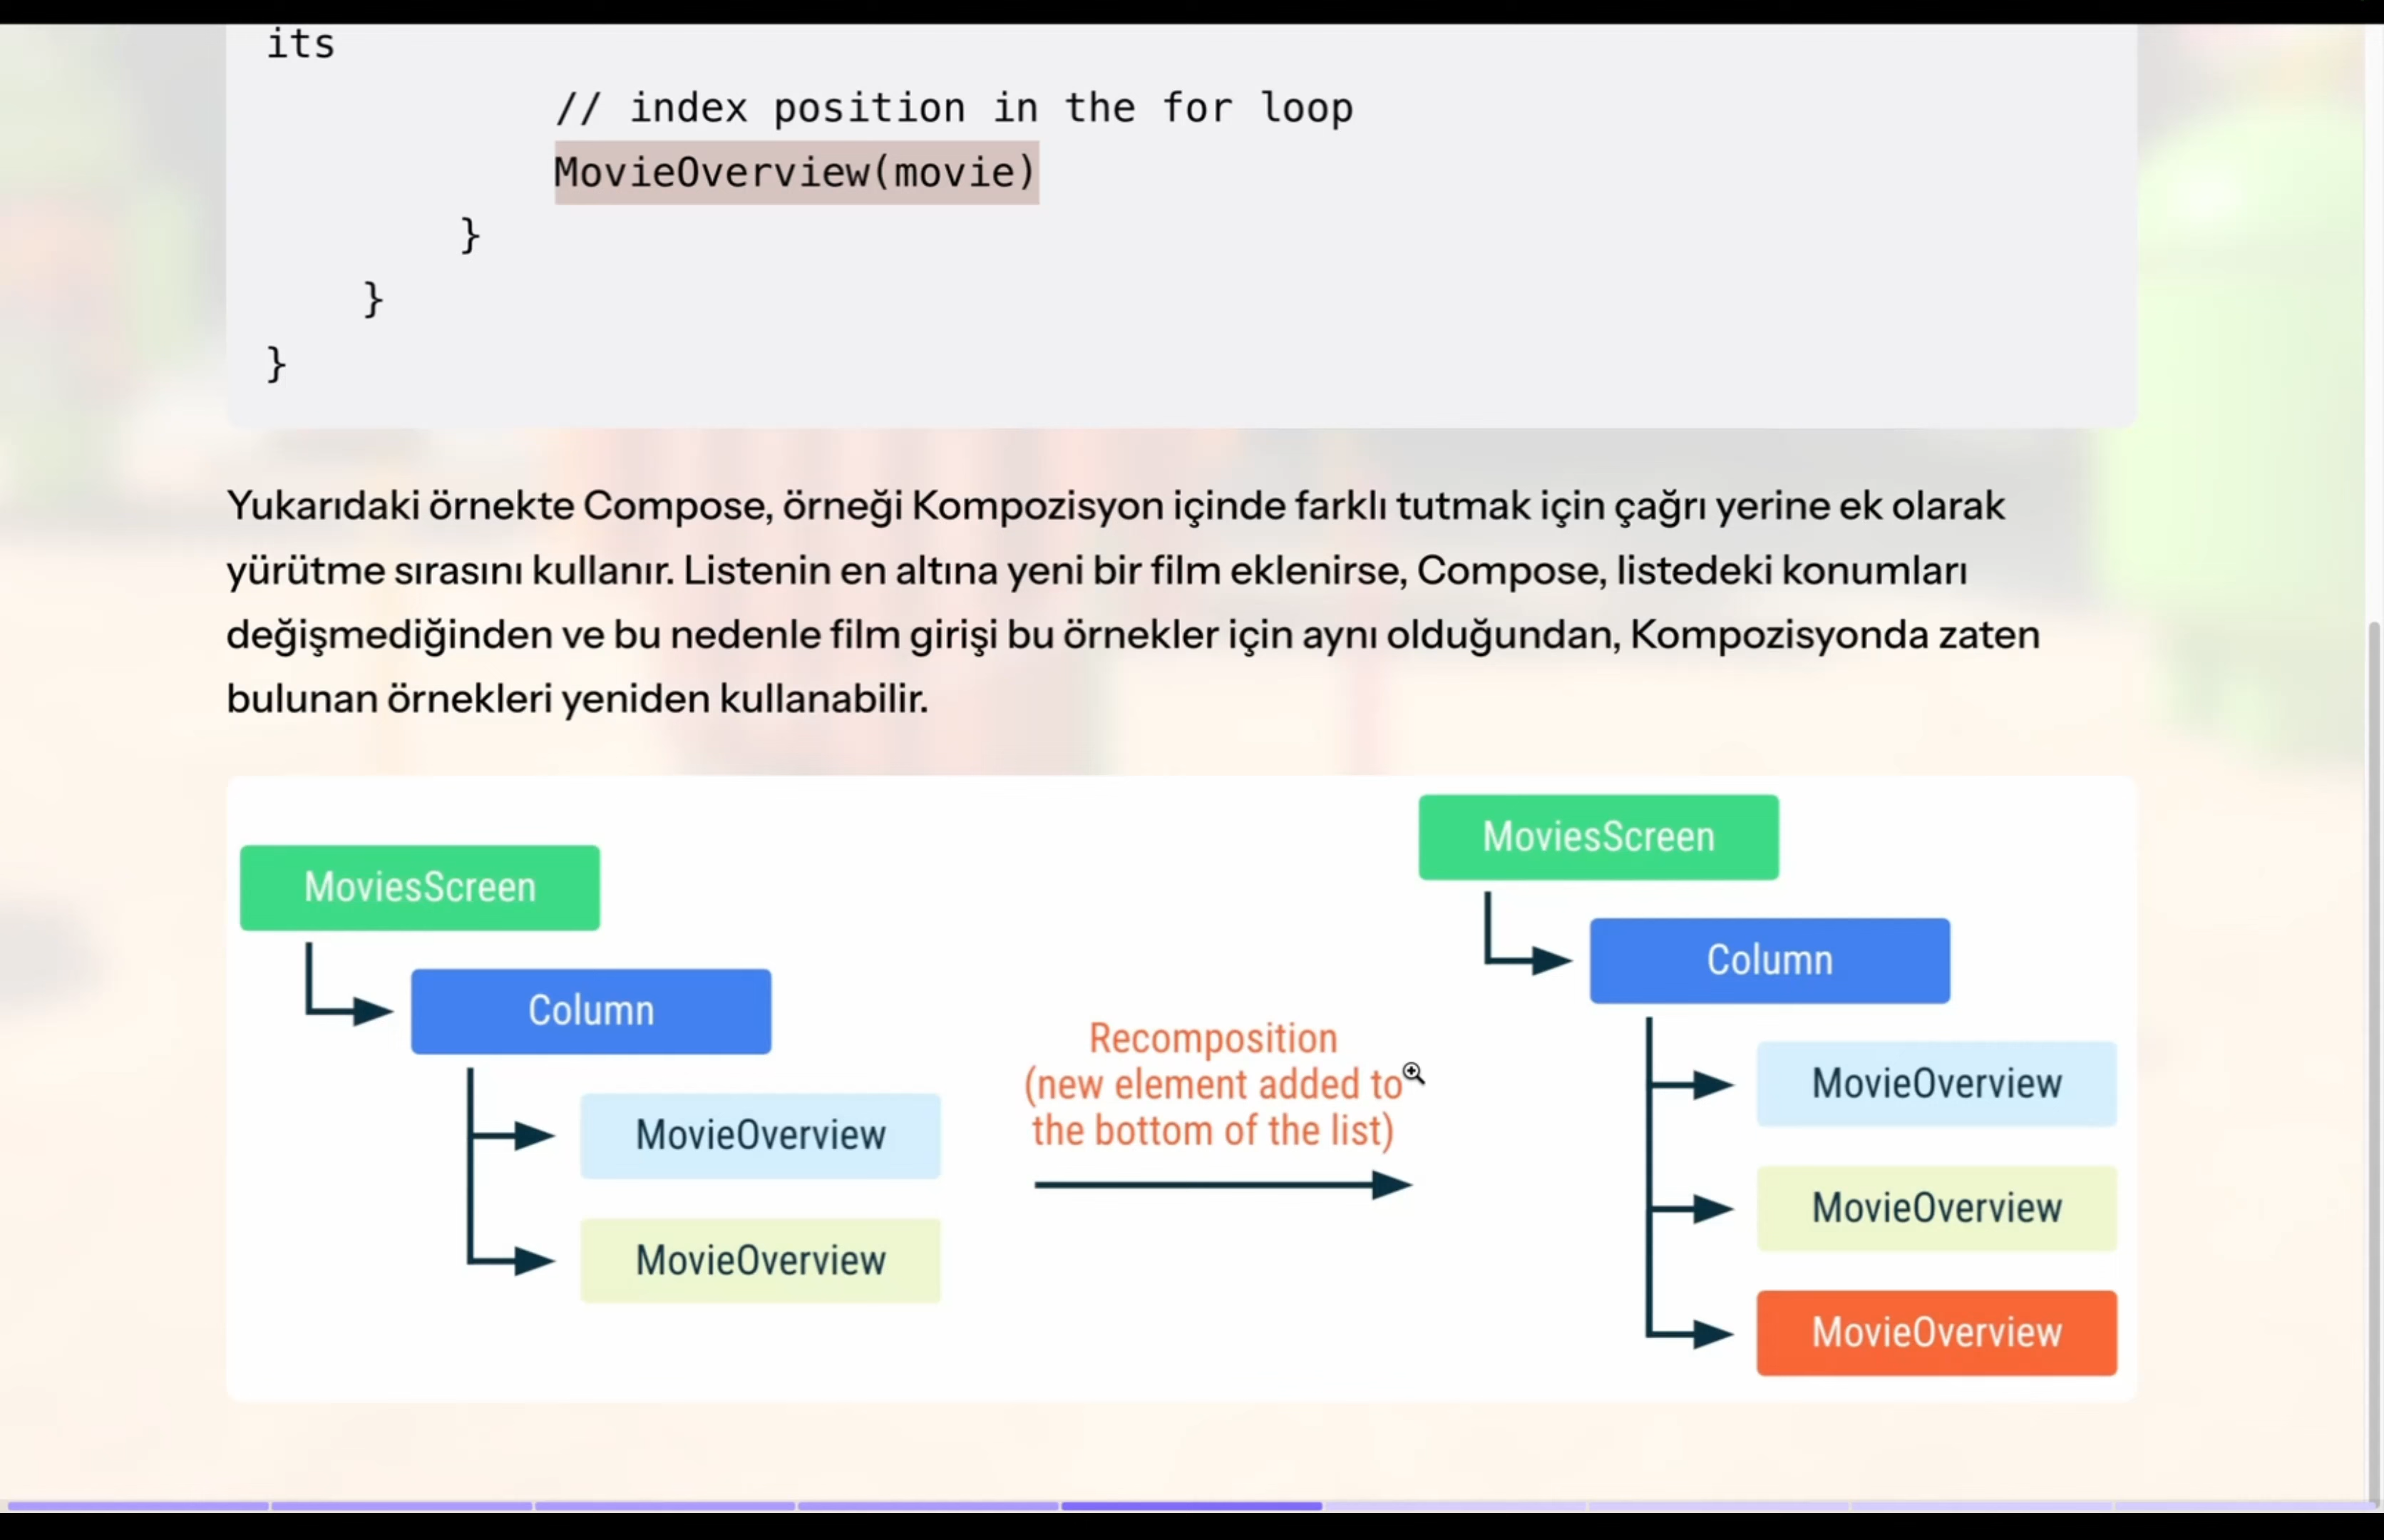 its
// index position in the for loop
MovieOverview(movie)
}
}
}
Yukarıdaki örnekte Compose, örneği Kompozisyon içinde farklı tutmak için çağrı yerine ek olarak
yürütme sırasını kullanır. Listenin en altına yeni bir film eklenirse, Compose, listedeki konumları
değişmediğinden ve bu nedenle film girişi bu örnekler için aynı olduğundan, Kompozisyonda zaten
bulunan örnekleri yeniden kullanabilir.
MoviesScreen
Column
MovieOverview
MovieOverview
Recomposition
(new element added to
the bottom of the list)
MoviesScreen
Column
MovieOverview
MovieOverview
MovieOverview